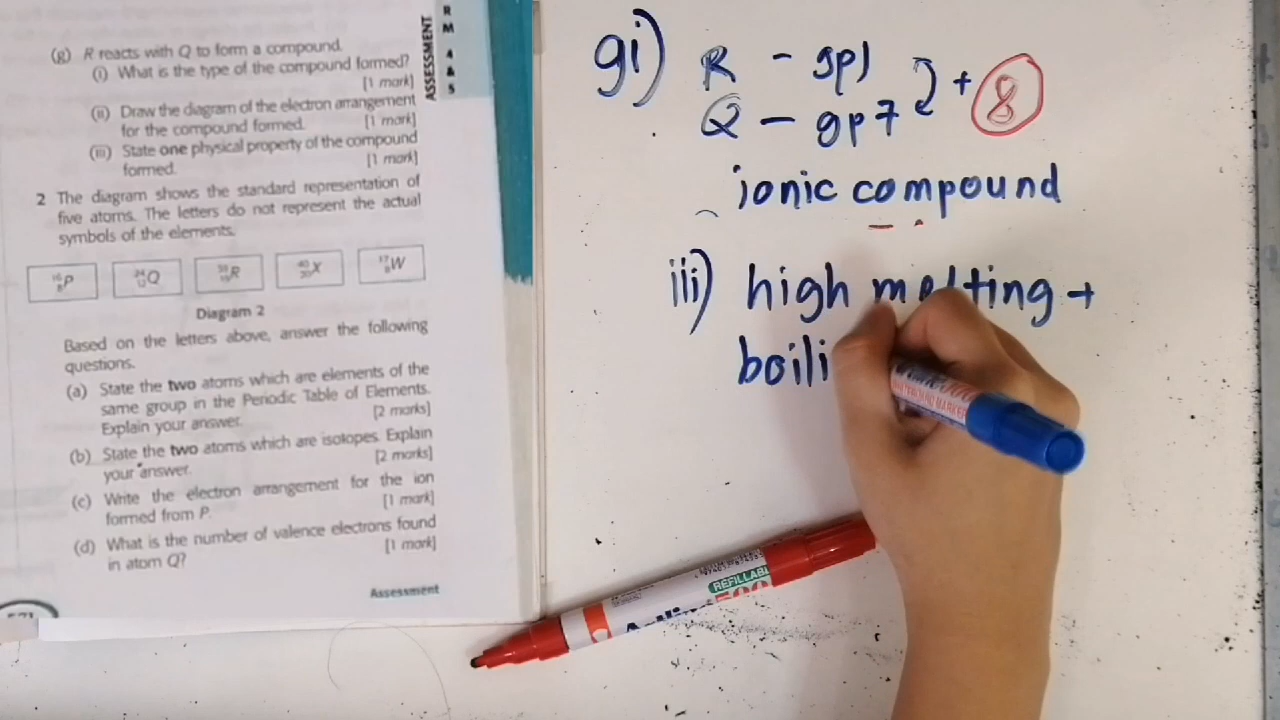 ASSESSMENT
R
M
4
&
5
(g) R reacts with Q to form a compound.
(i) What is the type of the compound formed?
[1 mark]
(ii) Draw the diagram of the electron arrangement
for the compound formed. [1 mark]
(iii) State one physical property of the compound
formed. [1 mark]
2 The diagram shows the standard representation of
five atoms. The letters do not represent the actual
symbols of the elements.
P Q R X W
Diagram 2
Based on the letters above, answer the following
questions.
(a) State the two atoms which are elements of the
same group in the Periodic Table of Elements.
Explain your answer. [2 marks]
(b) State the two atoms which are isotopes. Explain
your answer. [2 marks]
(c) Write the electron arrangement for the ion
formed from P. [1 mark]
(d) What is the number of valence electrons found
in atom Q? [1 mark]
Assessment
gi) R - gp1
Q - gp7 + 8
ionic compound
iii) high melting +
boili
REFILLABL
500